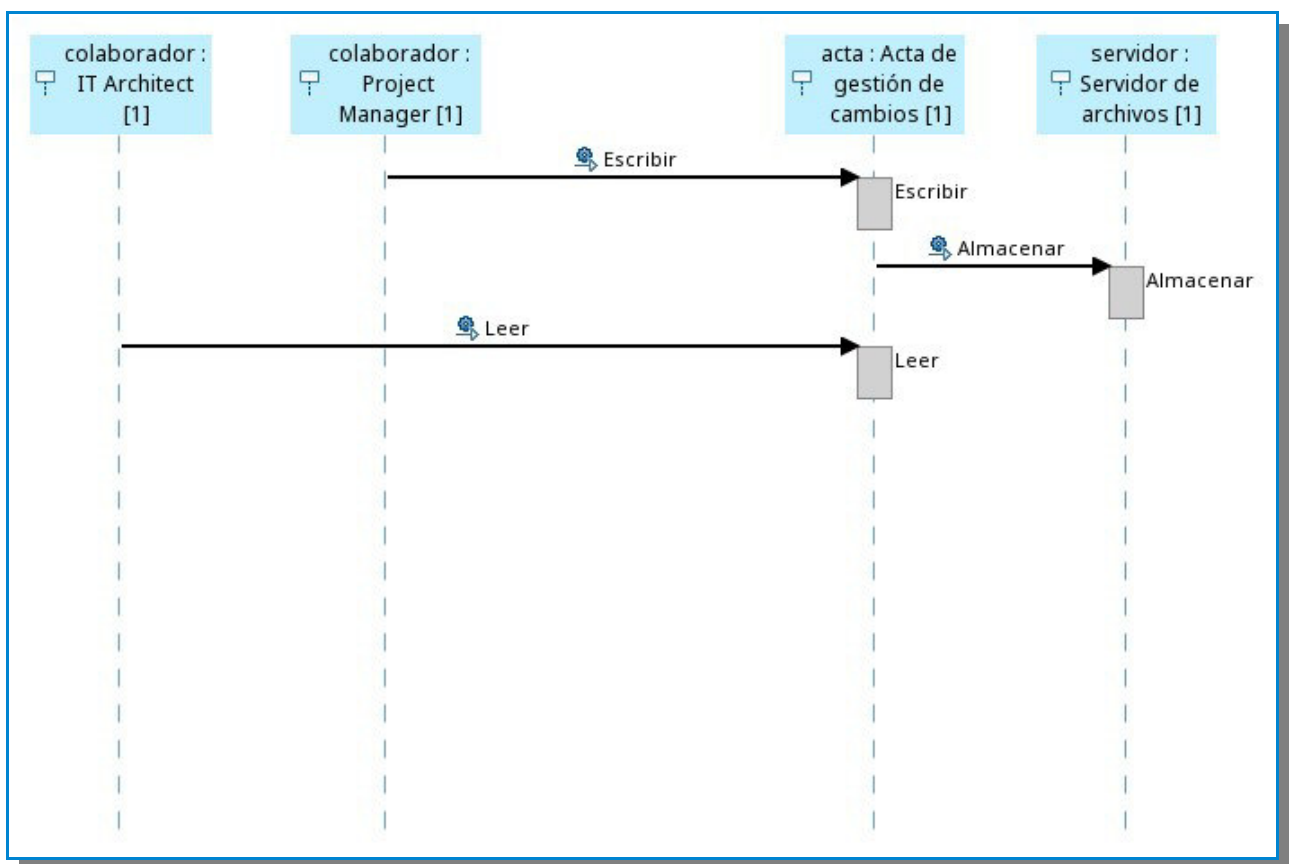 colaborador :
IT Architect
[1]
colaborador :
Project
Manager [1]
acta : Acta de
gestión de
cambios [1]
servidor :
Servidor de
archivos [1]
Escribir
Escribir
Almacenar
Almacenar
Leer
Leer